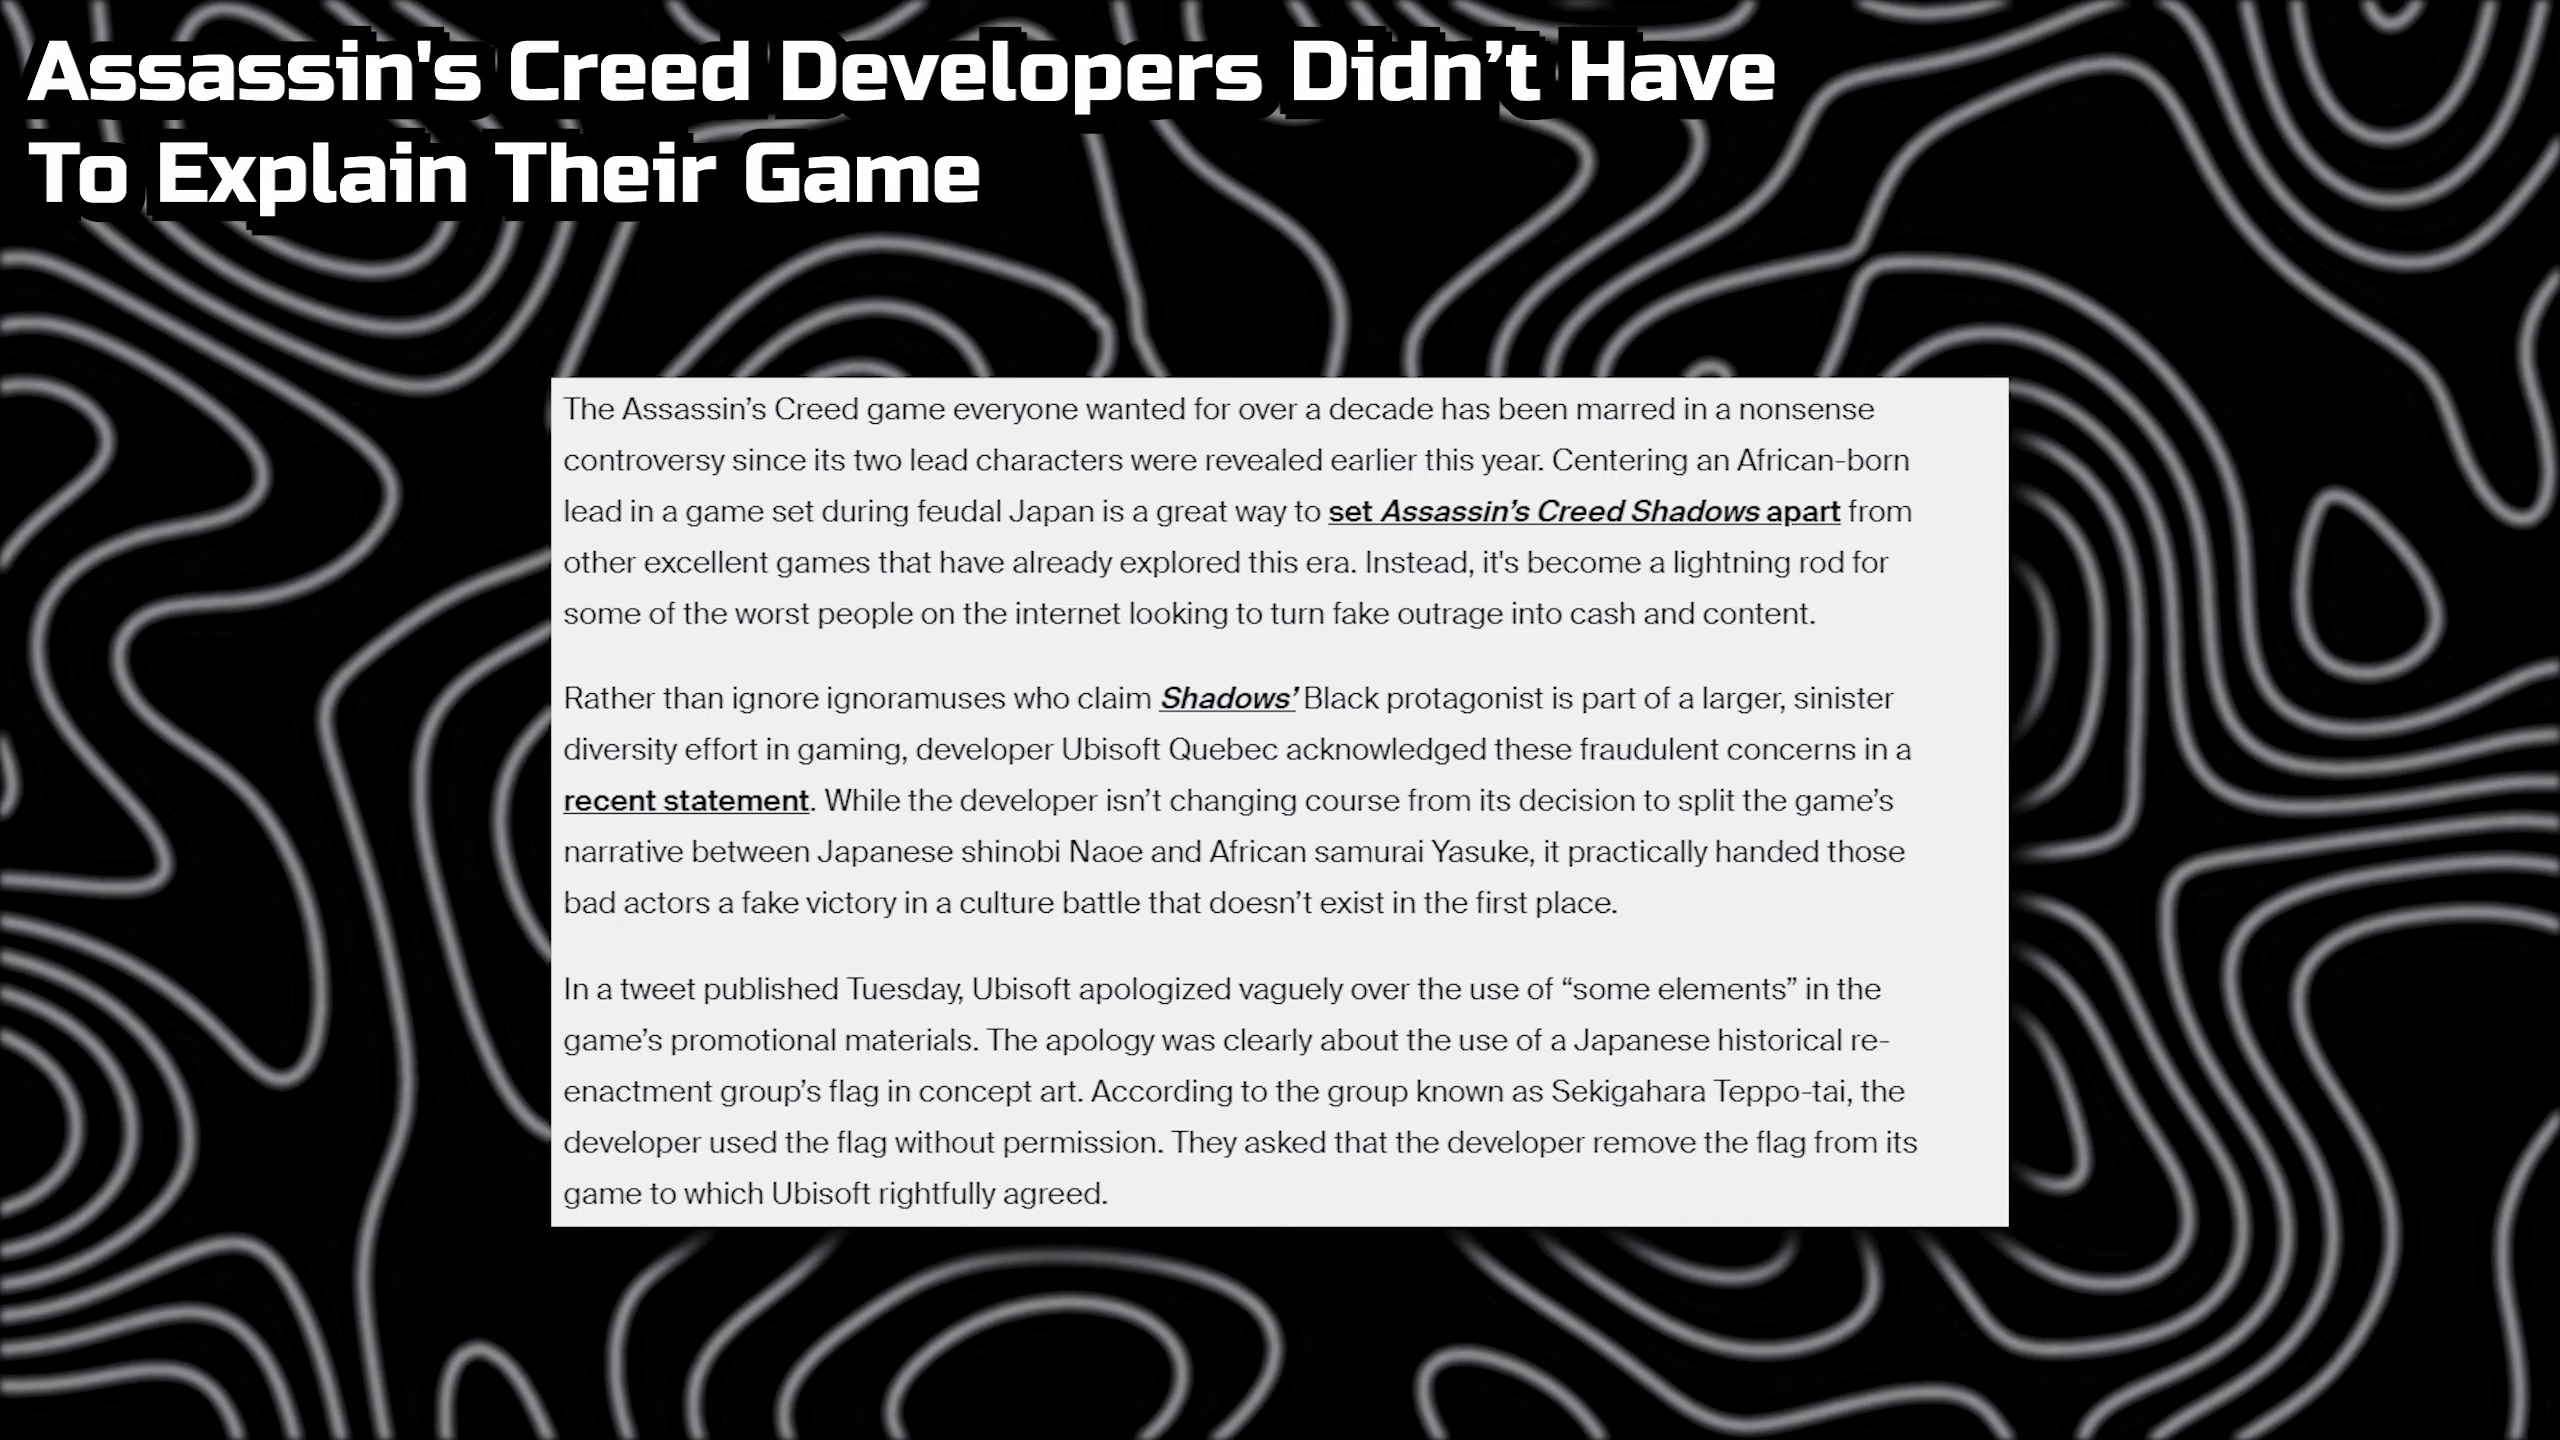 Assassin's Creed Developers Didn’t Have
To Explain Their Game
The Assassin’s Creed game everyone wanted for over a decade has been marred in a nonsense
controversy since its two lead characters were revealed earlier this year. Centering an African-born
lead in a game set during feudal Japan is a great way to set Assassin’s Creed Shadows apart from
other excellent games that have already explored this era. Instead, it's become a lightning rod for
some of the worst people on the internet looking to turn fake outrage into cash and content.
Rather than ignore ignoramuses who claim Shadows’ Black protagonist is part of a larger, sinister
diversity effort in gaming, developer Ubisoft Quebec acknowledged these fraudulent concerns in a
recent statement. While the developer isn’t changing course from its decision to split the game’s
narrative between Japanese shinobi Naoe and African samurai Yasuke, it practically handed those
bad actors a fake victory in a culture battle that doesn’t exist in the first place.
In a tweet published Tuesday, Ubisoft apologized vaguely over the use of “some elements” in the
game’s promotional materials. The apology was clearly about the use of a Japanese historical re-
enactment group’s flag in concept art. According to the group known as Sekigahara Teppo-tai, the
developer used the flag without permission. They asked that the developer remove the flag from its
game to which Ubisoft rightfully agreed.